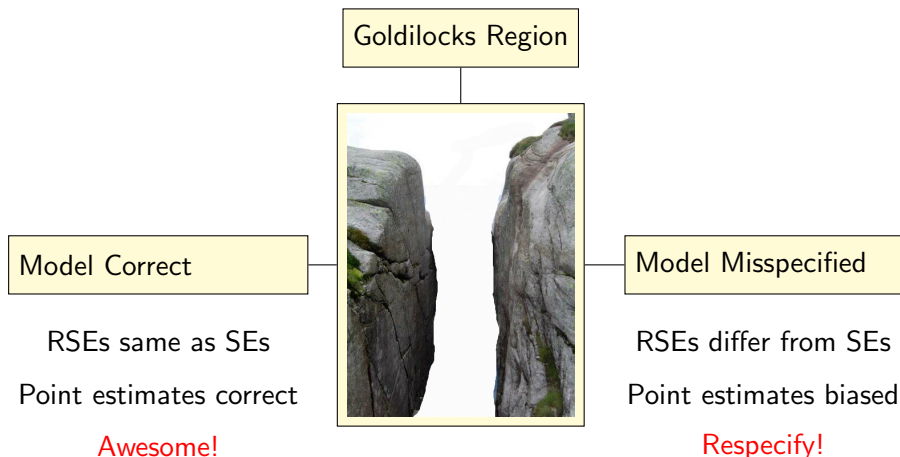 Goldilocks Region
Model Correct
RSEs same as SEs
Point estimates correct
Awesome!
Model Misspecified
RSEs differ from SEs
Point estimates biased
Respecify!